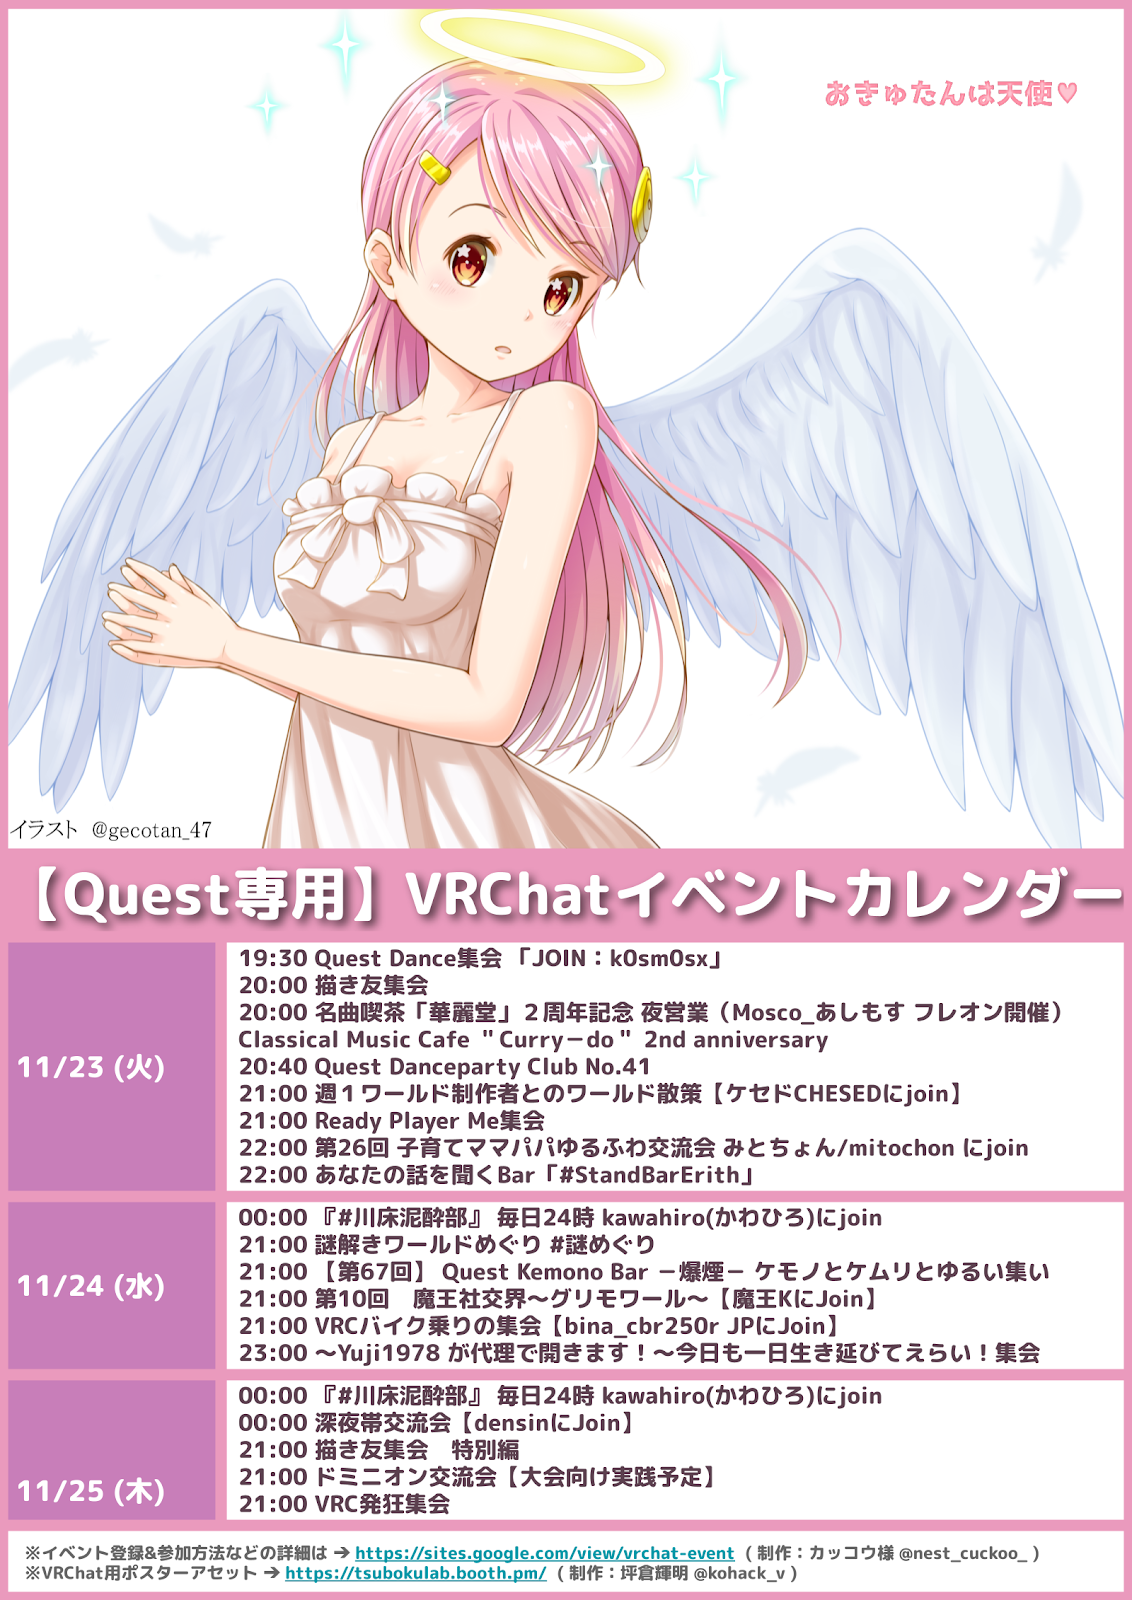 おきゅたんは天使♥
イラスト @gecotan_47
【Quest専用】VRChatイベントカレンダー
11/23 (火)
19:30 Quest Dance集会 「JOIN：k0sm0sx」
20:00 描き友集会
20:00 名曲喫茶「華麗堂」２周年記念 夜営業（Mosco_あしもす フレオン開催）
Classical Music Cafe ＂Curry－do＂ 2nd anniversary
20:40 Quest Danceparty Club No.41
21:00 週１ワールド制作者とのワールド散策【ケセドCHESEDにjoin】
21:00 Ready Player Me集会
22:00 第26回 子育てママパパゆるふわ交流会 みとちょん/mitochon にjoin
22:00 あなたの話を聞くBar「#StandBarErith」
11/24 (水)
00:00 『#川床泥酔部』 毎日24時 kawahiro(かわひろ)にjoin
21:00 謎解きワールドめぐり #謎めぐり
21:00 【第67回】 Quest Kemono Bar －爆煙－ ケモノとケムリとゆるい集い
21:00 第10回　魔王社交界～グリモワール～【魔王KにJoin】
21:00 VRCバイク乗りの集会【bina_cbr250r JPにJoin】
23:00 ～Yuji1978 が代理で開きます！～今日も一日生き延びてえらい！集会
11/25 (木)
00:00 『#川床泥酔部』 毎日24時 kawahiro(かわひろ)にjoin
00:00 深夜帯交流会【densinにJoin】
21:00 描き友集会　特別編
21:00 ドミニオン交流会【大会向け実践予定】
21:00 VRC発狂集会
※イベント登録&参加方法などの詳細は → https://sites.google.com/view/vrchat-event （ 制作：カッコウ様 @nest_cuckoo_ ）
※VRChat用ポスターアセット → https://tsubokulab.booth.pm/ （ 制作：坪倉輝明 @kohack_v ）